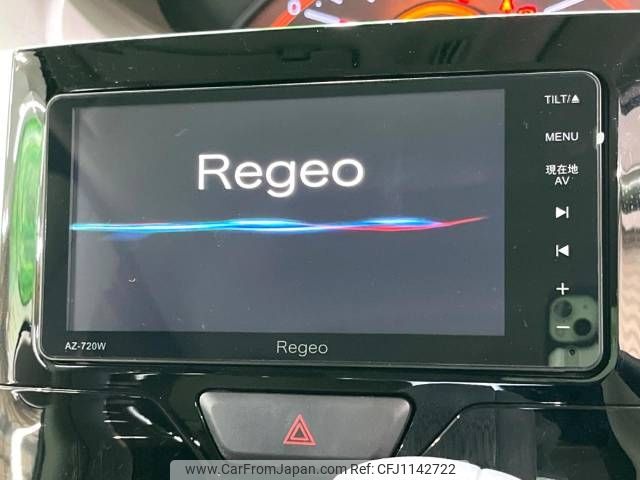 TILT/
MENU
現在地
AV
Regeo
AZ-720W
Regeo
www.CarFromJapan.com Ref:CFJ1142722